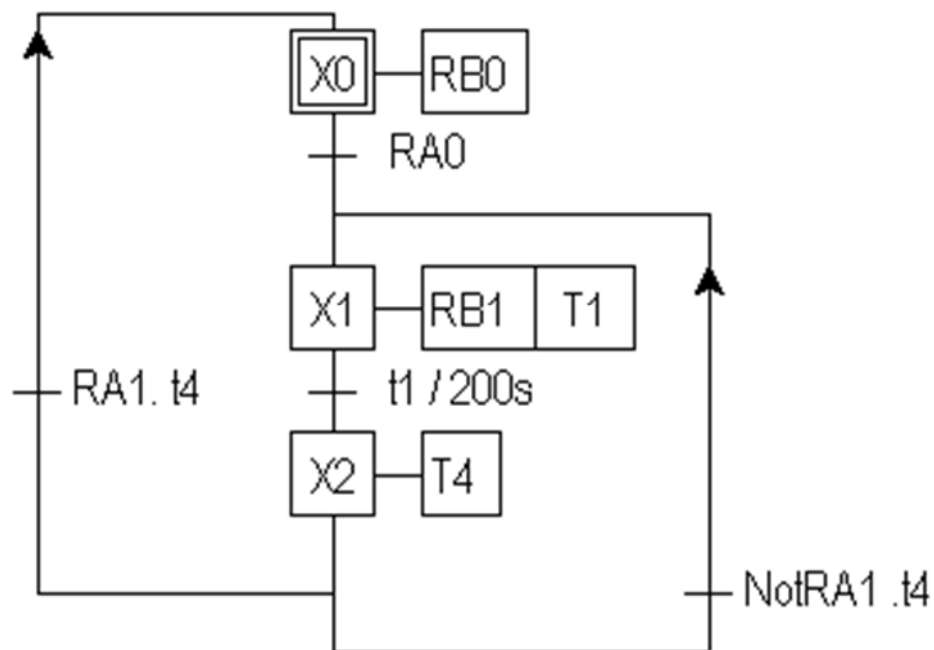 X0 RB0
RA0
X1 RB1 T1
RA1. t4 t1 / 200s
X2 T4
NotRA1 .t4